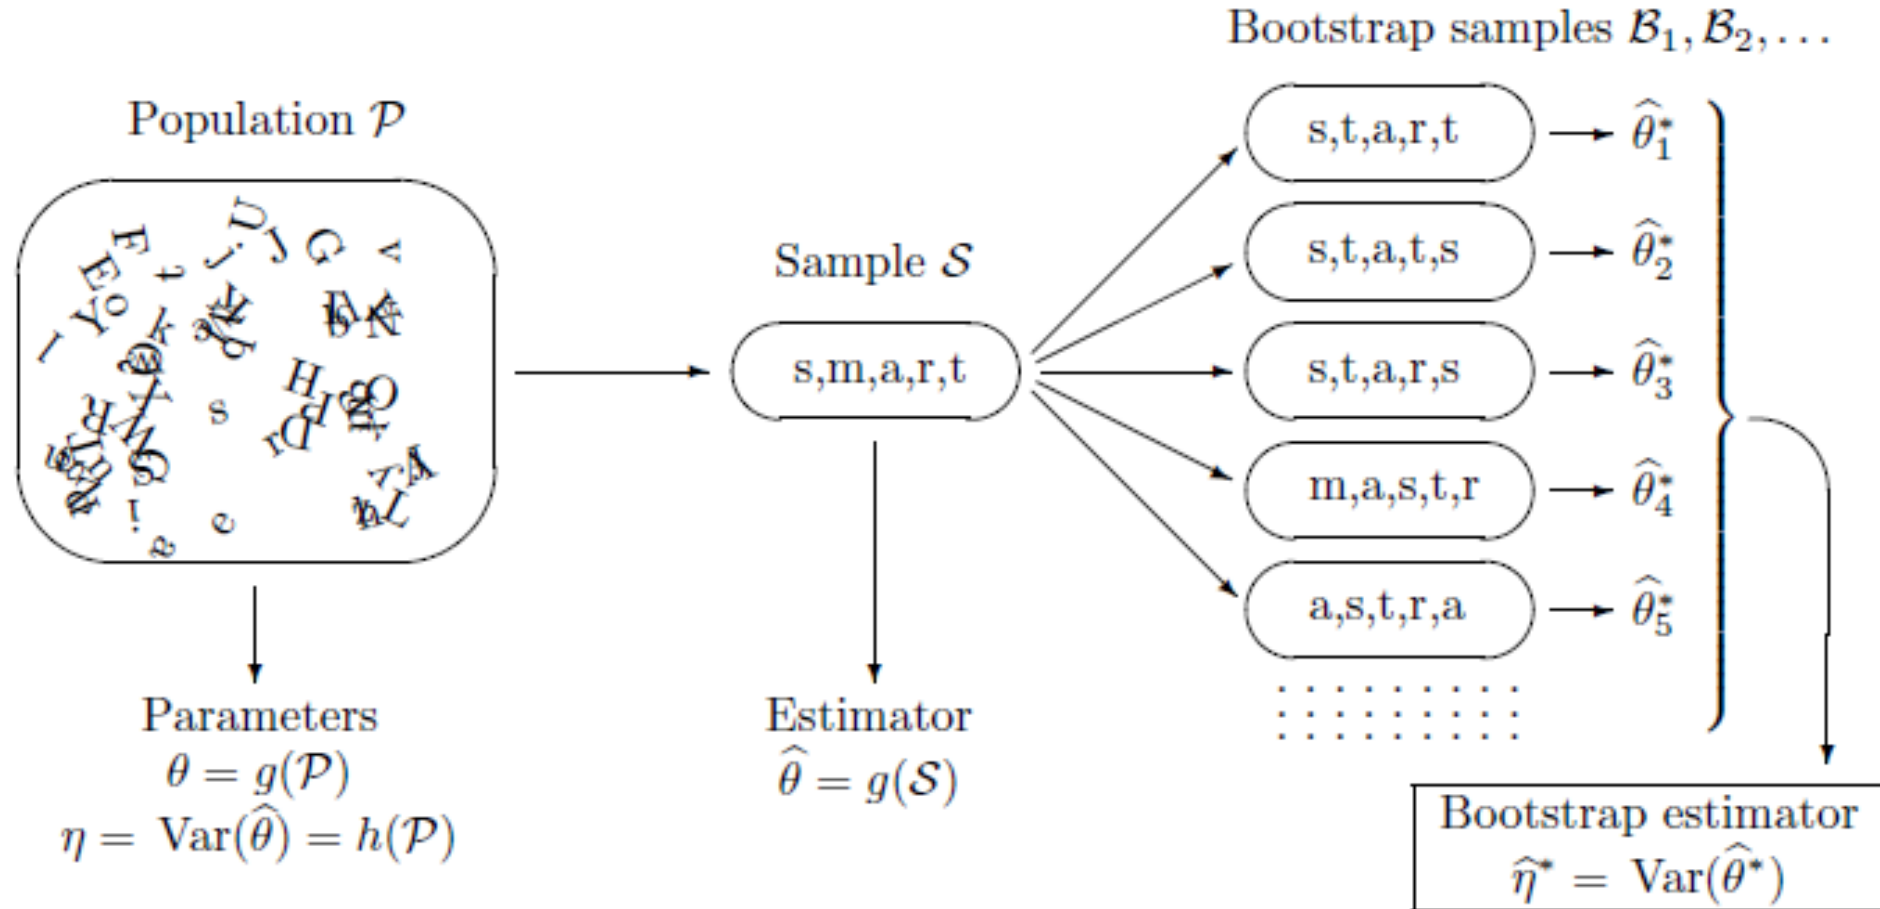 Bootstrap samples ℬ₁, ℬ₂, …
Population 𝒫
Sample 𝒮
s,m,a,r,t
s,t,a,r,t
θ̂₁*
s,t,a,t,s
θ̂₂*
s,t,a,r,s
θ̂₃*
m,a,s,t,r
θ̂₄*
a,s,t,r,a
θ̂₅*
Parameters
θ = g(𝒫)
η = Var(θ̂) = h(𝒫)
Estimator
θ̂ = g(𝒮)
Bootstrap estimator
η̂* = Var(θ̂*)